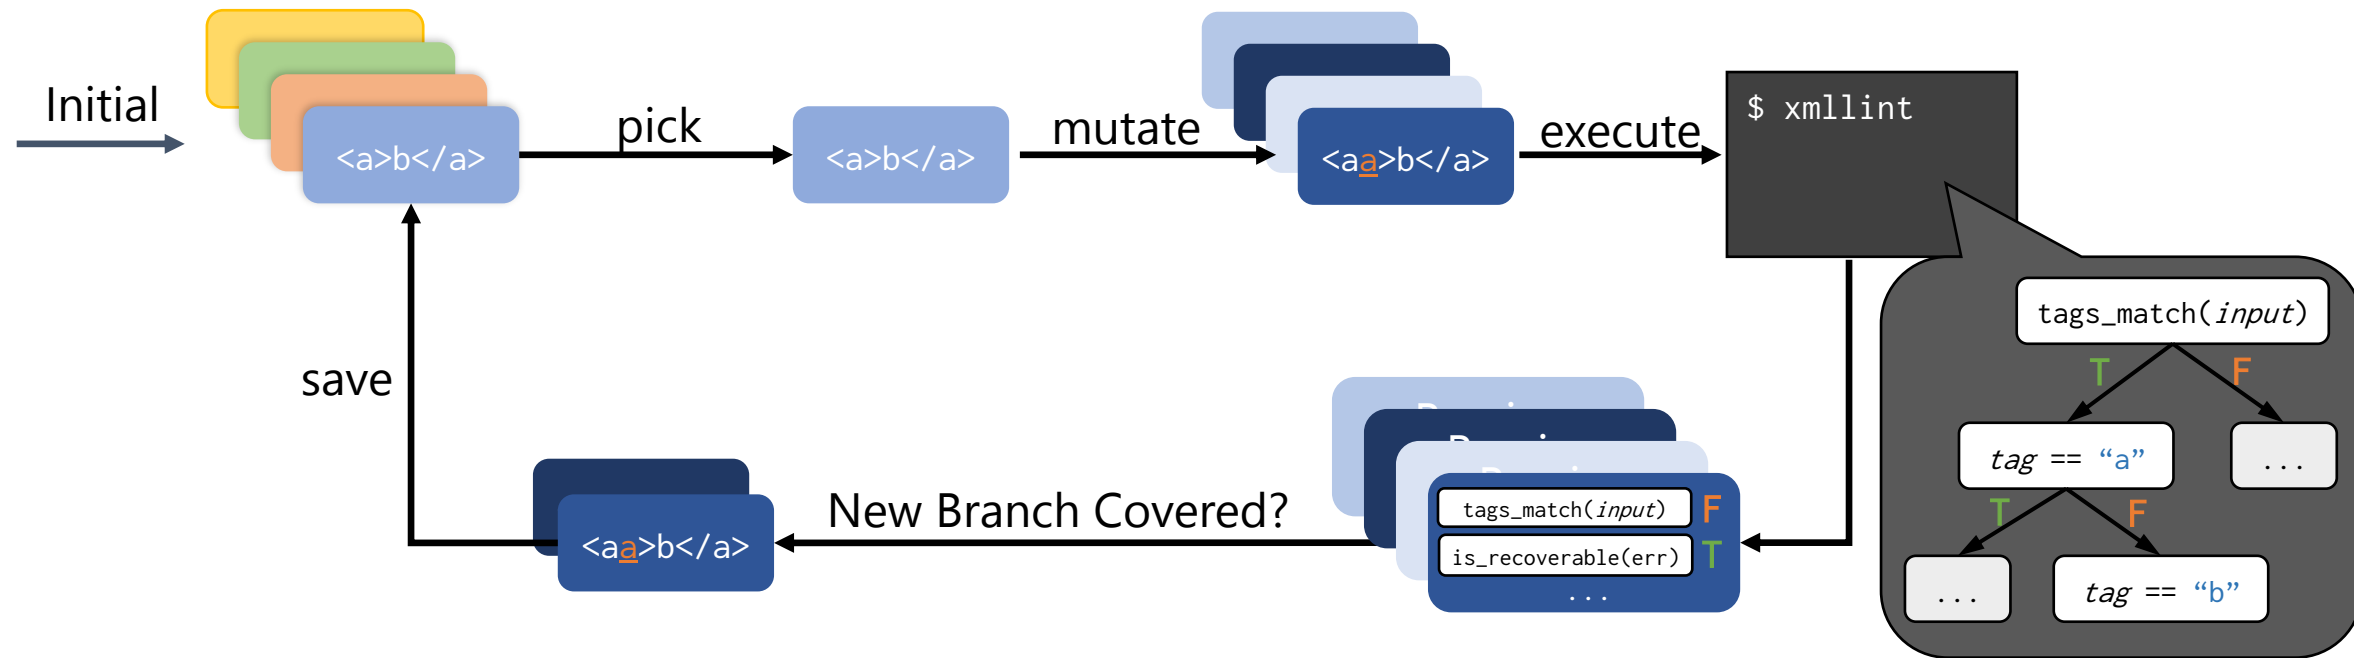 Initial
<a>b</a>
pick
<a>b</a>
mutate
<aa>b</a>
execute
$ xmllint
tags_match(input)
T
F
tag == "a"
...
T
F
...
tag == "b"
tags_match(input) F
is_recoverable(err) T
...
New Branch Covered?
<aa>b</a>
save